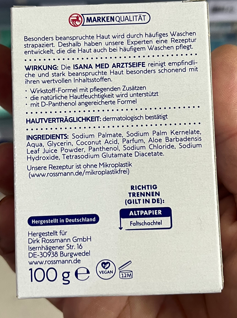 MARKENQUALITÄT
Besonders beanspruchte Haut wird durch häufiges Waschen
strapaziert. Deshalb haben unsere Experten eine Rezeptur
entwickelt, die die Haut auch bei häufigem Waschen pflegt.
WIRKUNG: Die ISANA MED ARZTSEIFE reinigt empfindli-
che und stark beanspruchte Haut besonders schonend mit
ihren wertvollen Inhaltsstoffen.
· Wirkstoff-Formel mit pflegenden Zusätzen
· die natürliche Hautfeuchtigkeit wird unterstützt
· mit D-Panthenol angereicherte Formel
HAUTVERTRÄGLICHKEIT: dermatologisch bestätigt
INGREDIENTS: Sodium Palmate, Sodium Palm Kernelate,
Aqua, Glycerin, Coconut Acid, Parfum, Aloe Barbadensis
Leaf Juice Powder, Panthenol, Sodium Chloride, Sodium
Hydroxide, Tetrasodium Glutamate Diacetate.
Unsere Rezeptur ist ohne Mikroplastik
(www.rossmann.de/mikroplastikfrei)
RICHTIG
TRENNEN
(GILT IN DE):
ALTPAPIER
Faltschachtel
Hergestellt in Deutschland
Hergestellt für
Dirk Rossmann GmbH
Isernhägener Str. 16
DE-30938 Burgwedel
www.rossmann.de
100 g ℮
VEGAN
12M